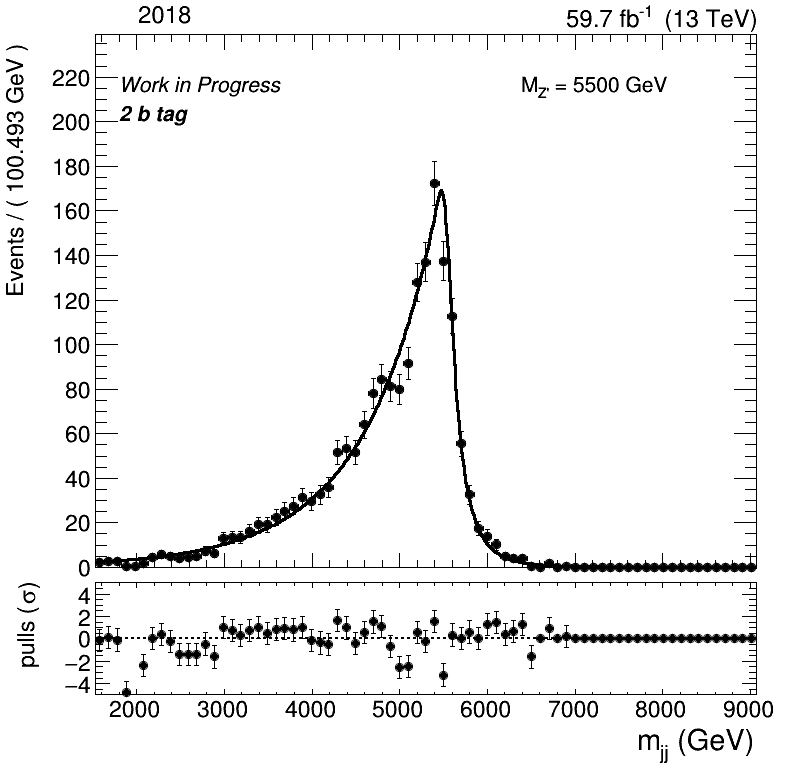 2018 59.7 fb⁻¹ (13 TeV)
Events / ( 100.493 GeV )
220
200
180
160
140
120
100
80
60
40
20
0
Work in Progress
2 b tag
M_Z' = 5500 GeV
pulls (σ)
4
2
0
−2
−4
2000 3000 4000 5000 6000 7000 8000 9000
m_jj (GeV)